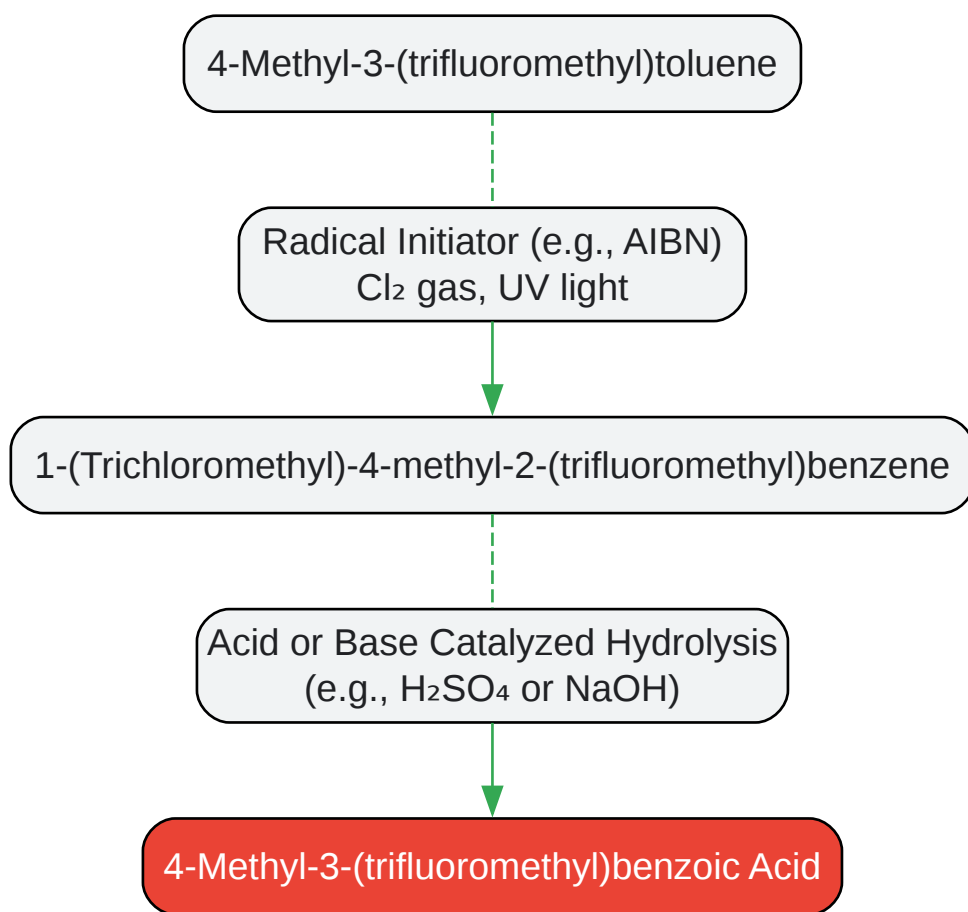 4-Methyl-3-(trifluoromethyl)toluene
Radical Initiator (e.g., AIBN)
Cl₂ gas, UV light
1-(Trichloromethyl)-4-methyl-2-(trifluoromethyl)benzene
Acid or Base Catalyzed Hydrolysis
(e.g., H₂SO₄ or NaOH)
4-Methyl-3-(trifluoromethyl)benzoic Acid